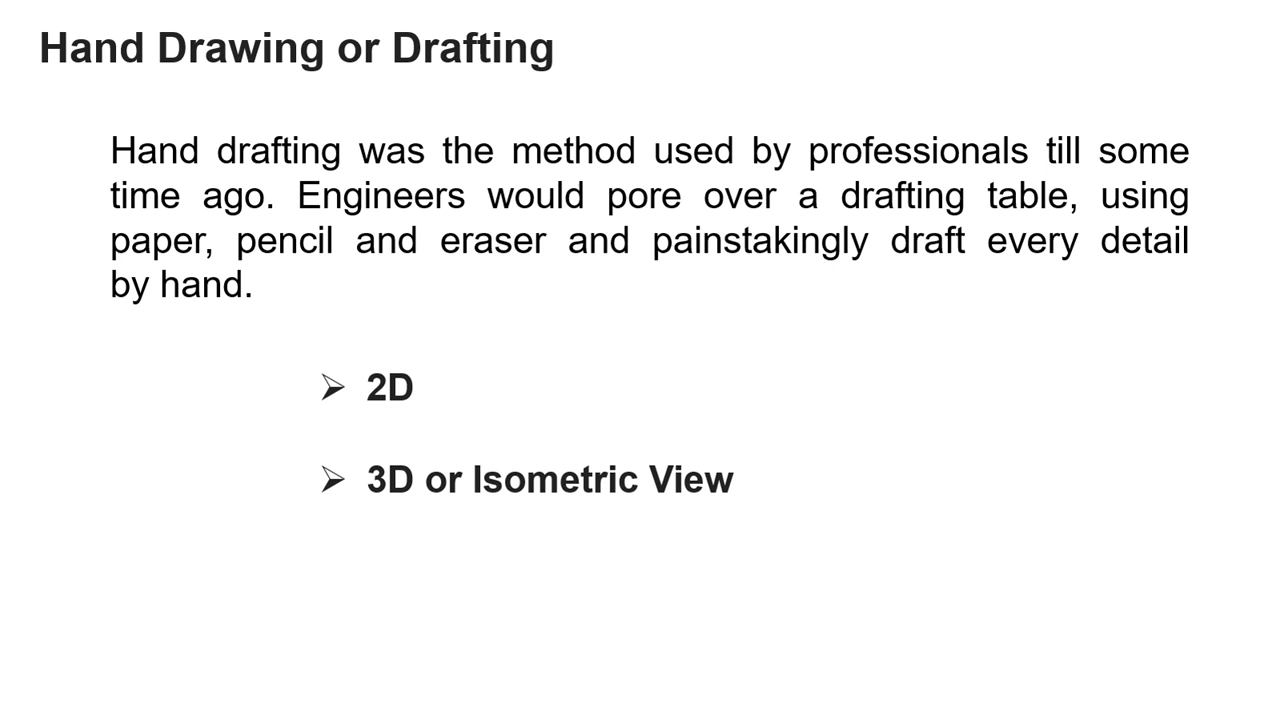 Hand Drawing or Drafting
Hand drafting was the method used by professionals till some
time ago. Engineers would pore over a drafting table, using
paper, pencil and eraser and painstakingly draft every detail
by hand.
➢ 2D
➢ 3D or Isometric View